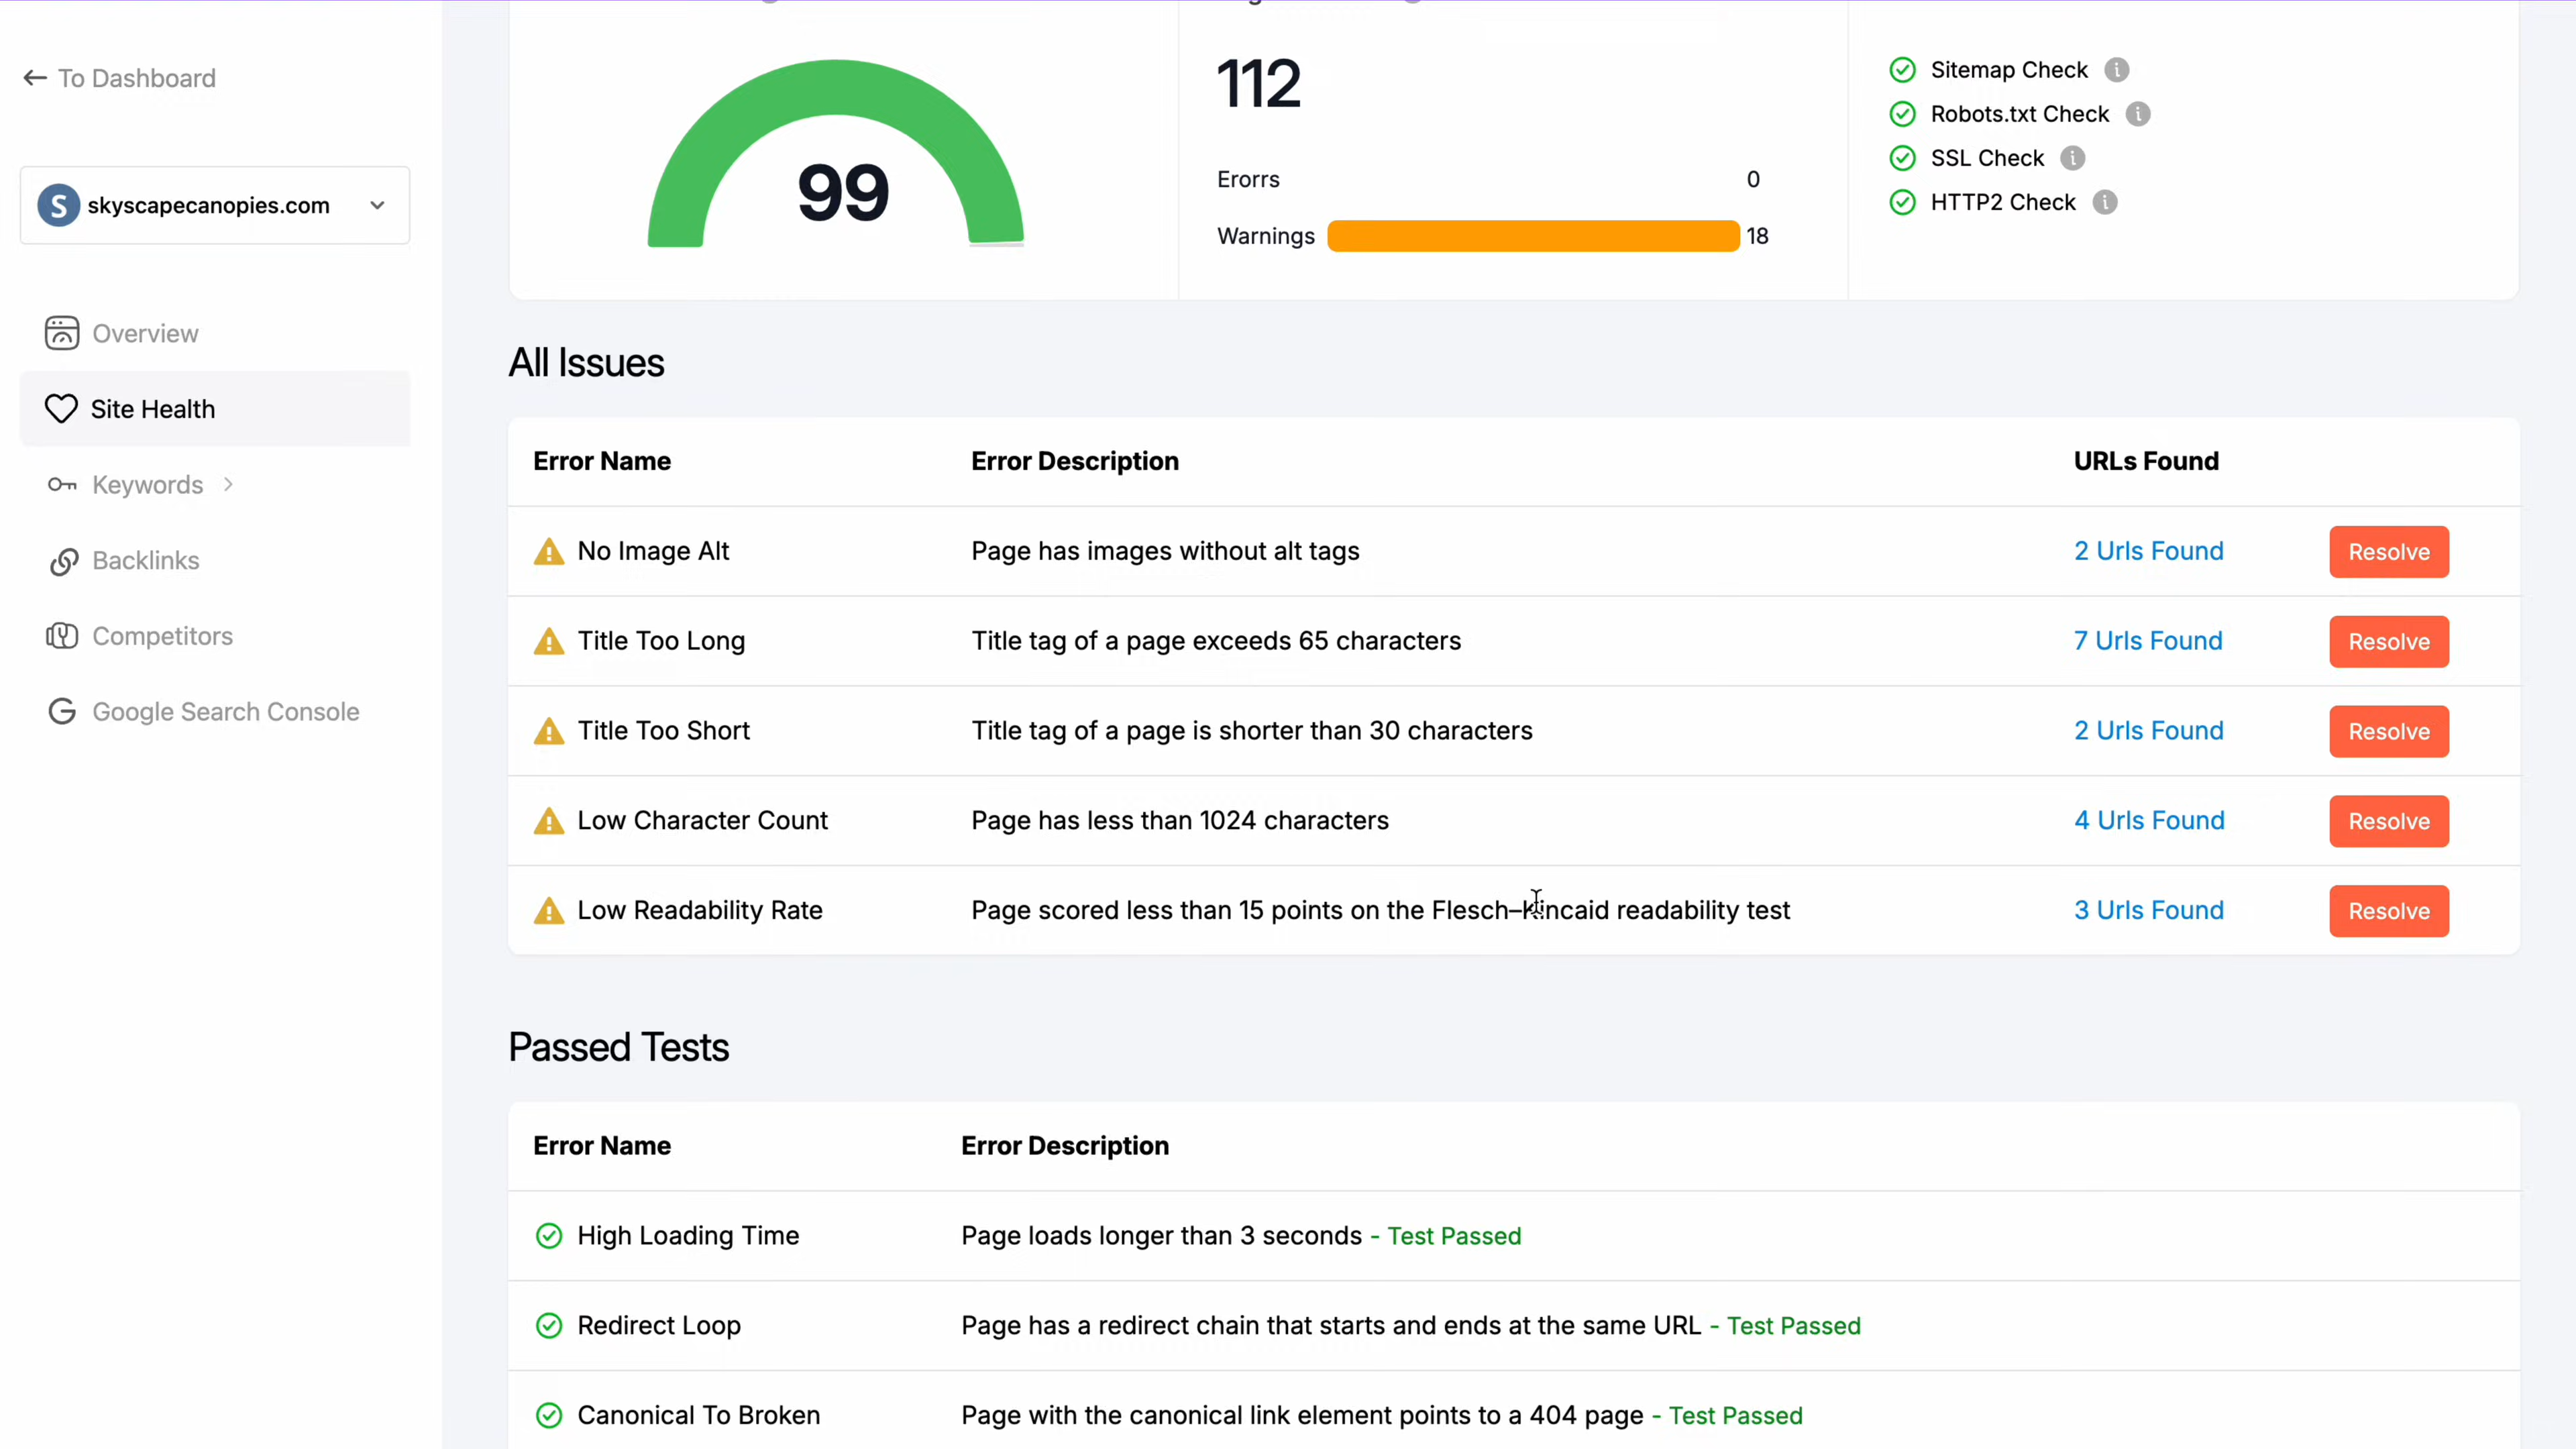 To Dashboard
S skyscapecanopies.com
Overview
Site Health
Keywords
Backlinks
Competitors
Google Search Console
99
112
Erorrs 0
Warnings 18
Sitemap Check
Robots.txt Check
SSL Check
HTTP2 Check
All Issues
Error Name Error Description URLs Found
No Image Alt Page has images without alt tags 2 Urls Found Resolve
Title Too Long Title tag of a page exceeds 65 characters 7 Urls Found Resolve
Title Too Short Title tag of a page is shorter than 30 characters 2 Urls Found Resolve
Low Character Count Page has less than 1024 characters 4 Urls Found Resolve
Low Readability Rate Page scored less than 15 points on the Flesch–Kincaid readability test 3 Urls Found Resolve
Passed Tests
Error Name Error Description
High Loading Time Page loads longer than 3 seconds - Test Passed
Redirect Loop Page has a redirect chain that starts and ends at the same URL - Test Passed
Canonical To Broken Page with the canonical link element points to a 404 page - Test Passed